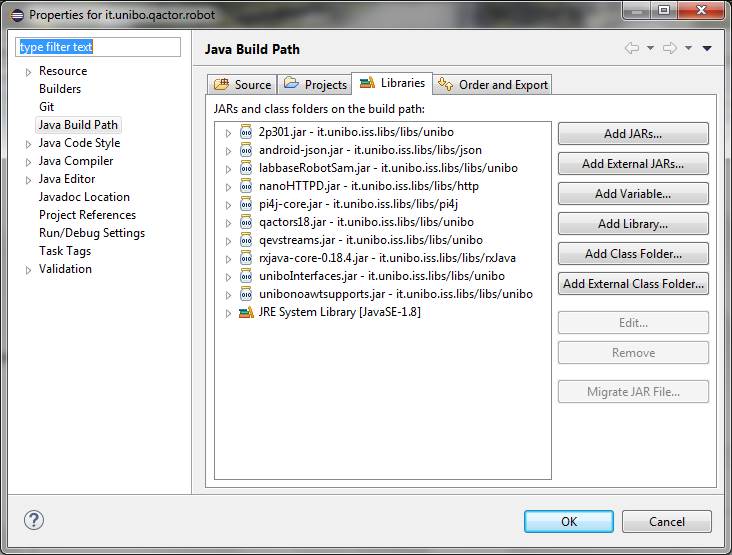 Properties for it.unibo.qactor.robot
type filter text
Resource
Builders
Git
Java Build Path
Java Code Style
Java Compiler
Java Editor
Javadoc Location
Project References
Run/Debug Settings
Task Tags
Validation
Java Build Path
Source Projects Libraries Order and Export
JARs and class folders on the build path:
2p301.jar - it.unibo.iss.libs/libs/unibo
android-json.jar - it.unibo.iss.libs/libs/json
labbaseRobotSam.jar - it.unibo.iss.libs/libs/unibo
nanoHTTPD.jar - it.unibo.iss.libs/libs/http
pi4j-core.jar - it.unibo.iss.libs/libs/pi4j
qactors18.jar - it.unibo.iss.libs/libs/unibo
qevstreams.jar - it.unibo.iss.libs/libs/unibo
rxjava-core-0.18.4.jar - it.unibo.iss.libs/libs/rxJava
uniboInterfaces.jar - it.unibo.iss.libs/libs/unibo
unibonoawtsupports.jar - it.unibo.iss.libs/libs/unibo
JRE System Library [JavaSE-1.8]
Add JARs...
Add External JARs...
Add Variable...
Add Library...
Add Class Folder...
Add External Class Folder...
Edit...
Remove
Migrate JAR File...
?
OK
Cancel